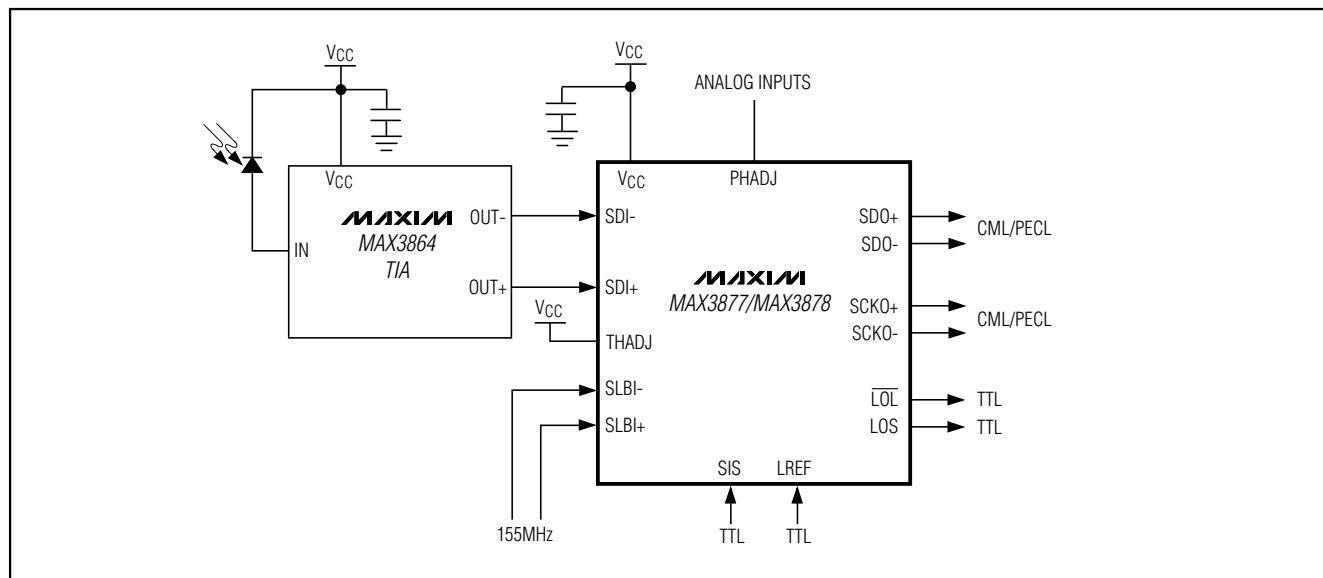 VCC
VCC
ANALOG INPUTS
VCC
MAXIM
MAX3864
TIA
IN
OUT-
OUT+
VCC
PHADJ
SDI-
SDI+
VCC
THADJ
SLBI-
SLBI+
MAXIM
MAX3877/MAX3878
SDO+
SDO-
CML/PECL
SCKO+
SCKO-
CML/PECL
LOL
TTL
LOS
TTL
SIS
LREF
155MHz
TTL
TTL